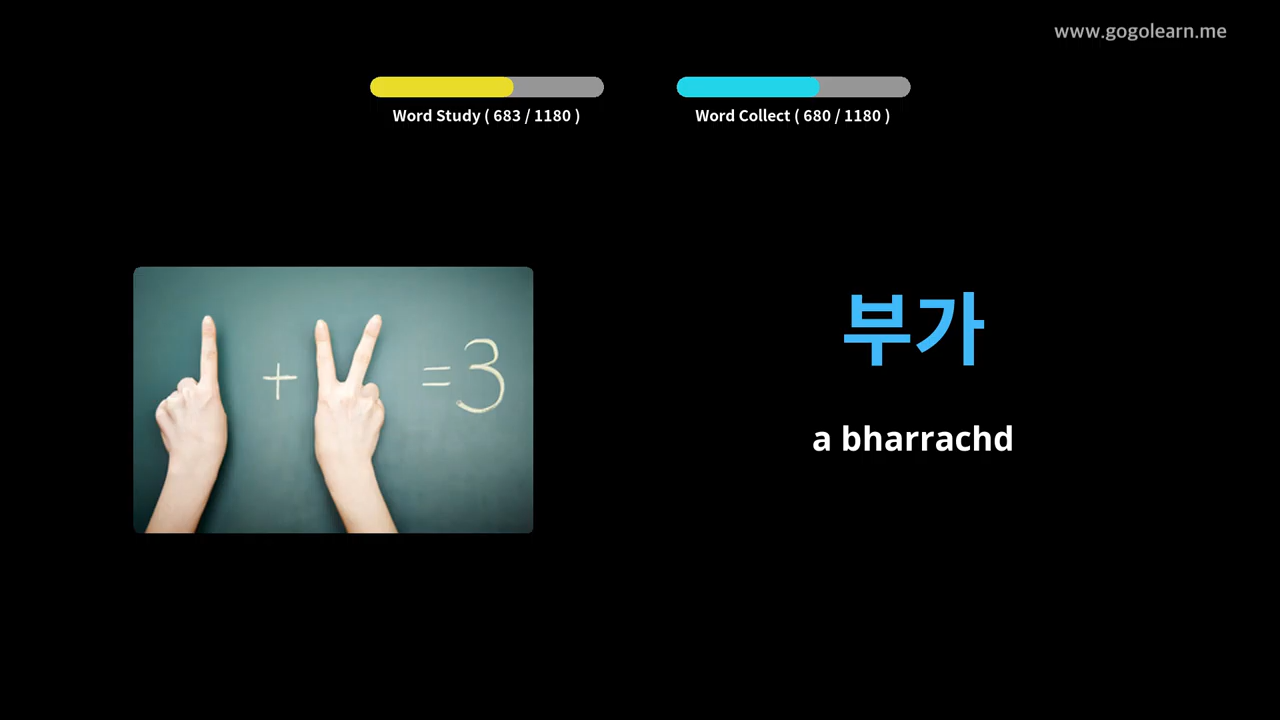 www.gogolearn.me
Word Study ( 683 / 1180 )
Word Collect ( 680 / 1180 )
+ =3
부가
a bharrachd